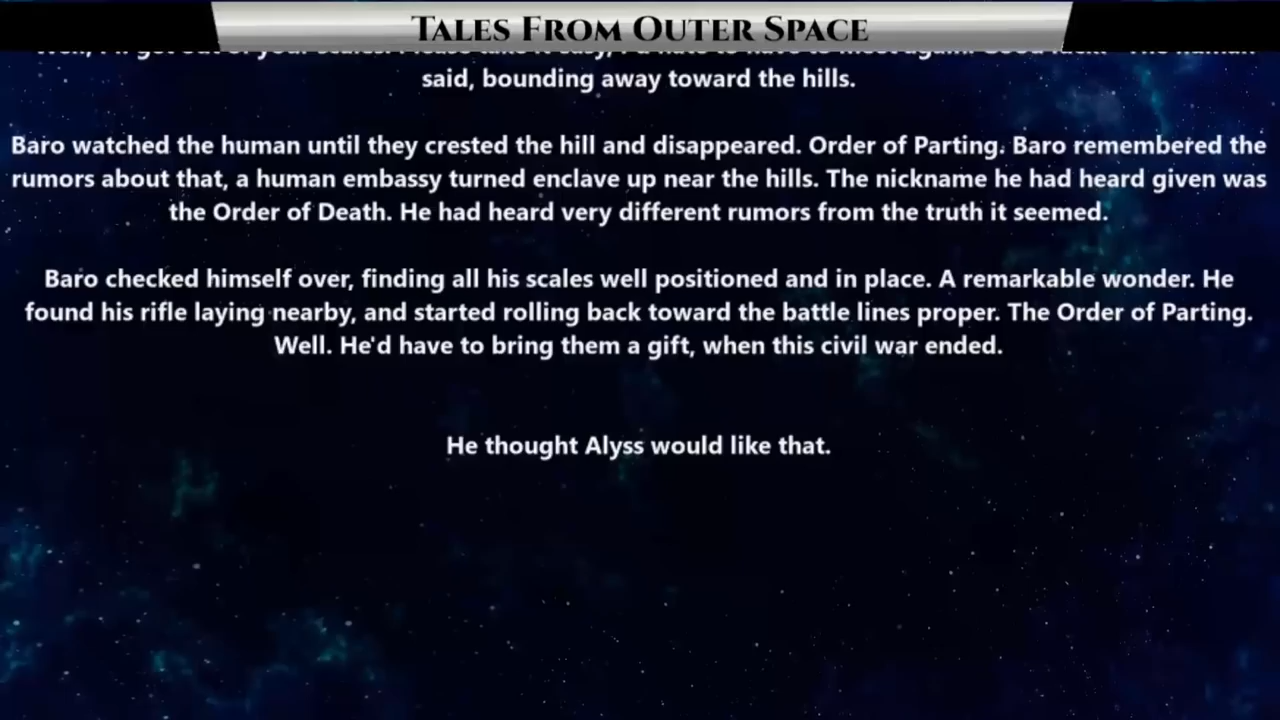 Tales From Outer Space
said, bounding away toward the hills.
Baro watched the human until they crested the hill and disappeared. Order of Parting. Baro remembered the
rumors about that, a human embassy turned enclave up near the hills. The nickname he had heard given was
the Order of Death. He had heard very different rumors from the truth it seemed.
Baro checked himself over, finding all his scales well positioned and in place. A remarkable wonder. He
found his rifle laying nearby, and started rolling back toward the battle lines proper. The Order of Parting.
Well. He'd have to bring them a gift, when this civil war ended.
He thought Alyss would like that.